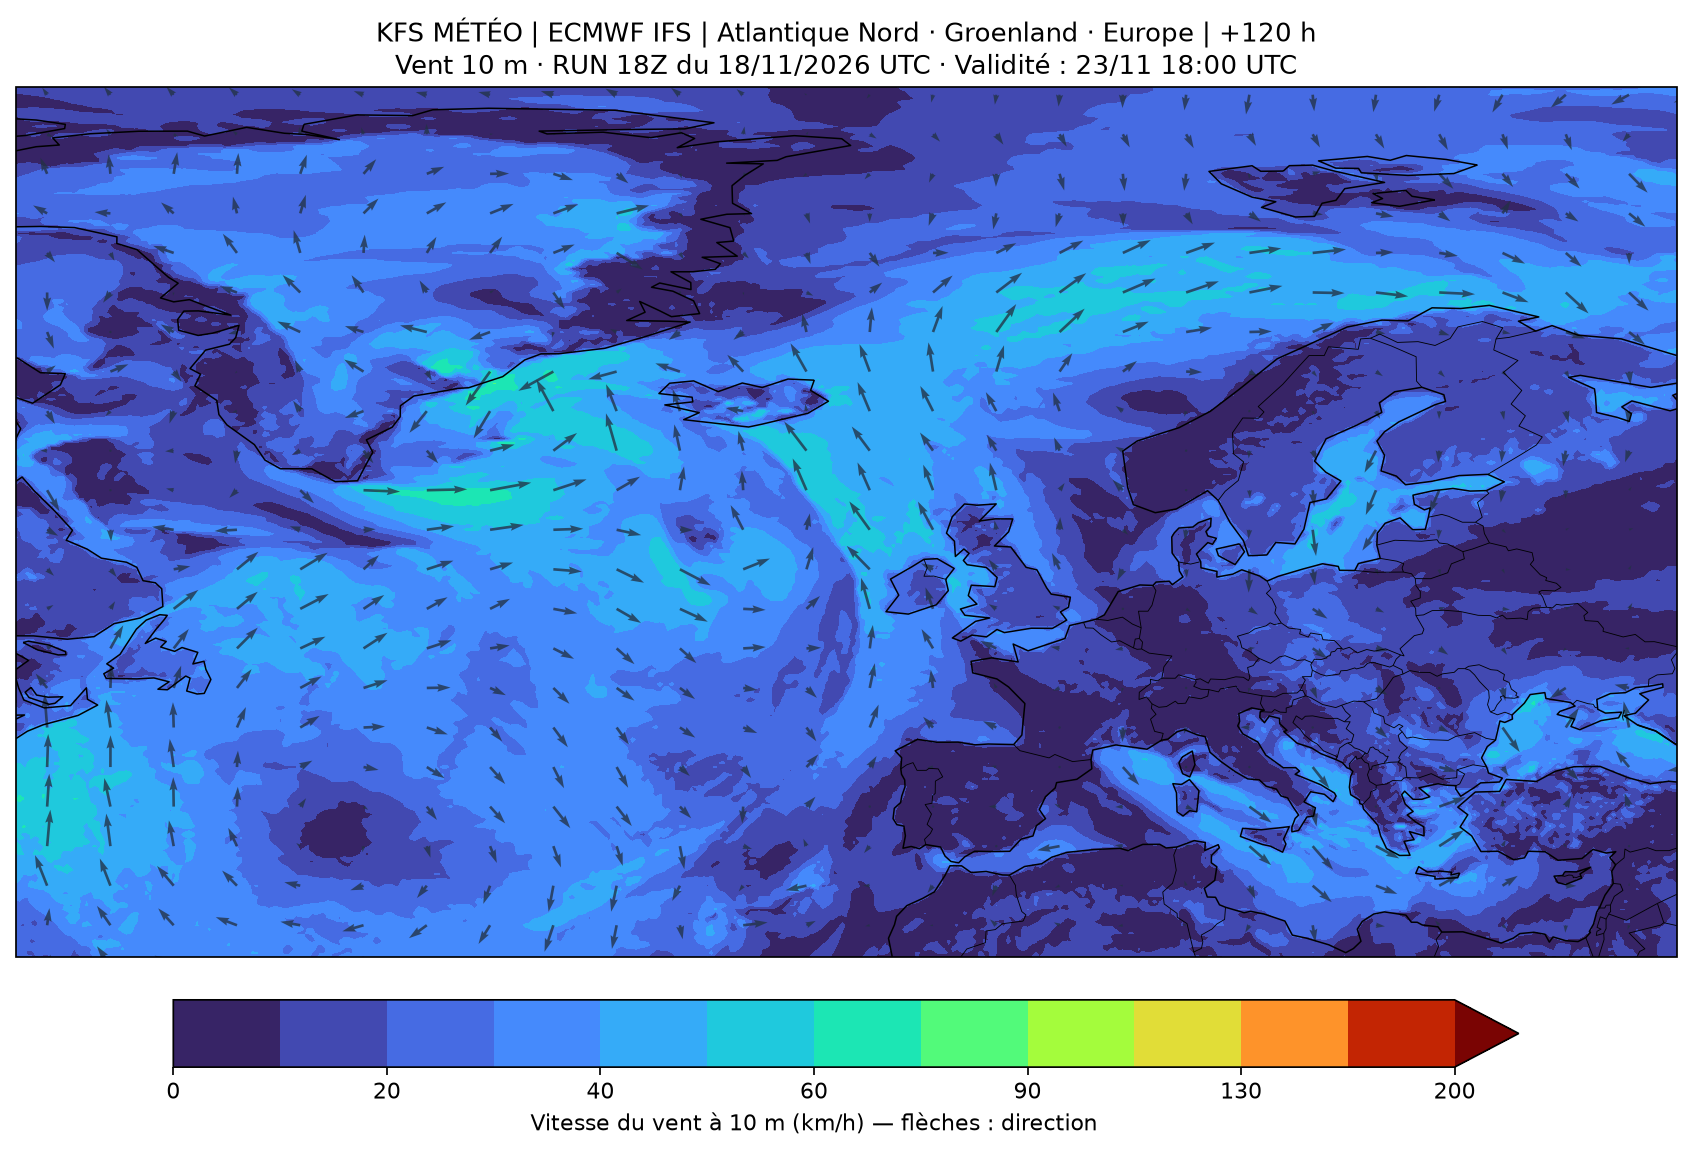 KFS MÉTÉO | ECMWF IFS | Atlantique Nord · Groenland · Europe | +120 h
Vent 10 m · RUN 18Z du 18/11/2026 UTC · Validité : 23/11 18:00 UTC
0 20 40 60 90 130 200
Vitesse du vent à 10 m (km/h) — flèches : direction